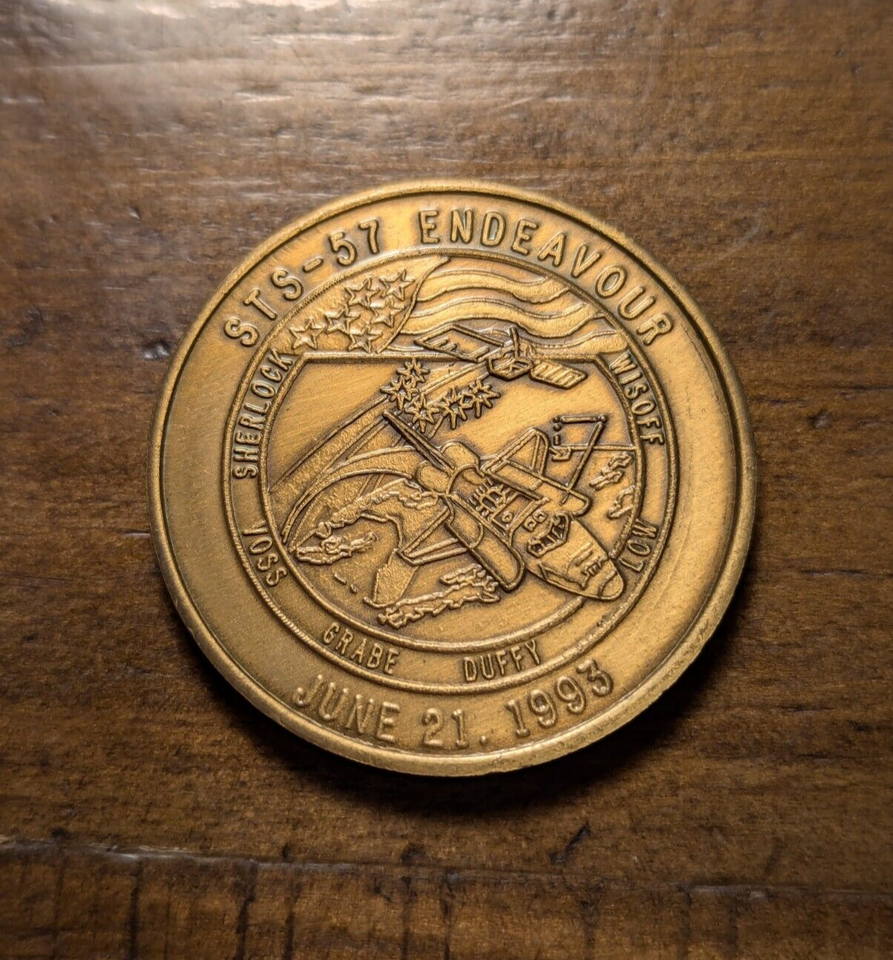 STS-57 ENDEAVOUR
SHERLOCK
WISOFF
VOSS
LOW
GRABE
DUFFY
JUNE 21, 1993